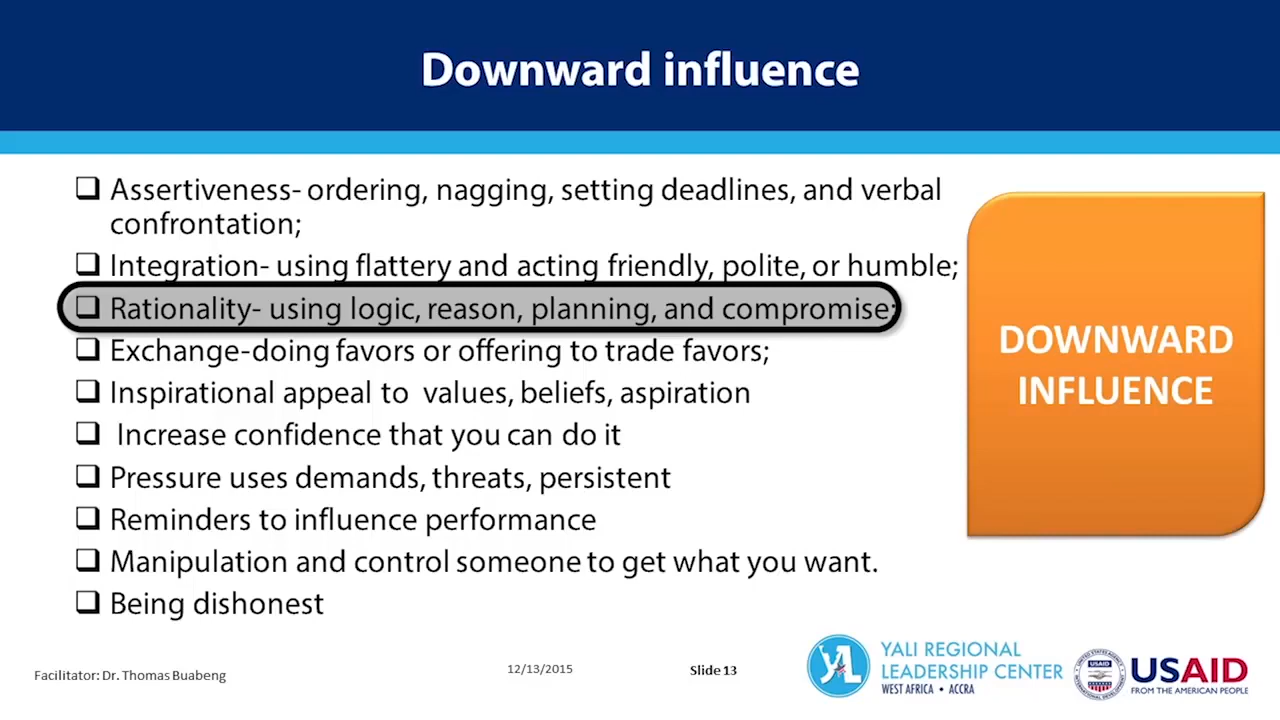 Downward influence
Assertiveness- ordering, nagging, setting deadlines, and verbal
confrontation;
Integration- using flattery and acting friendly, polite, or humble;
Rationality- using logic, reason, planning, and compromise;
Exchange-doing favors or offering to trade favors;
Inspirational appeal to values, beliefs, aspiration
Increase confidence that you can do it
Pressure uses demands, threats, persistent
Reminders to influence performance
Manipulation and control someone to get what you want.
Being dishonest
DOWNWARD
INFLUENCE
Facilitator: Dr. Thomas Buabeng
12/13/2015
Slide 13
YALI REGIONAL
LEADERSHIP CENTER
WEST AFRICA • ACCRA
USAID
USAID
FROM THE AMERICAN PEOPLE